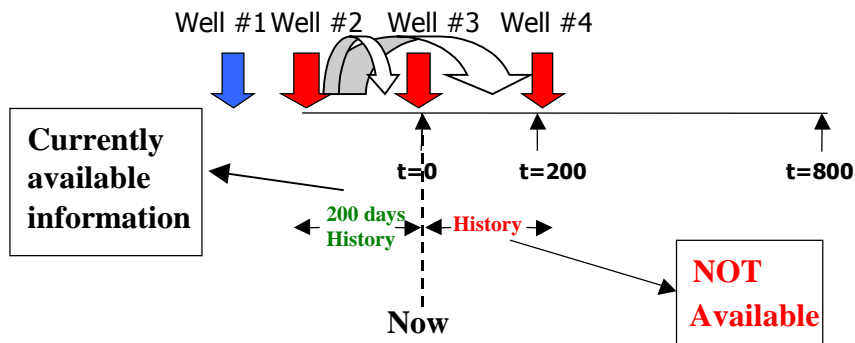 Well #1 Well #2 Well #3 Well #4
Currently
available
information
t=0 t=200 t=800
200 days
History
History
NOT
Available
Now